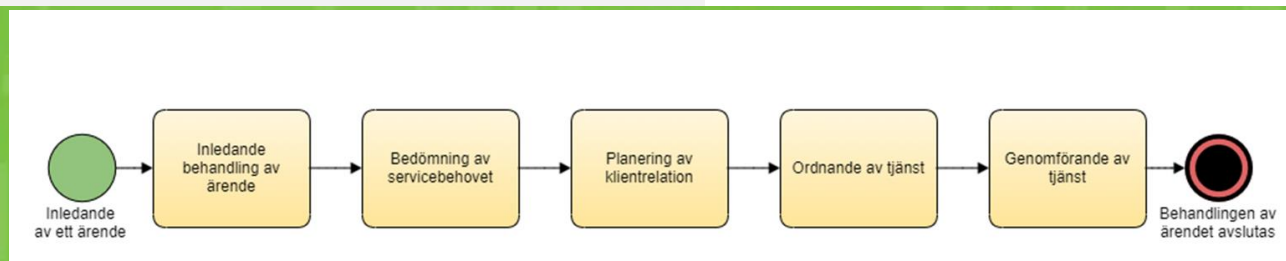 Inledande
av ett ärende
Inledande
behandling av
ärende
Bedömning av
servicebehovet
Planering av
klientrelation
Ordnande av tjänst
Genomförande av
tjänst
Behandlingen av
ärendet avslutas